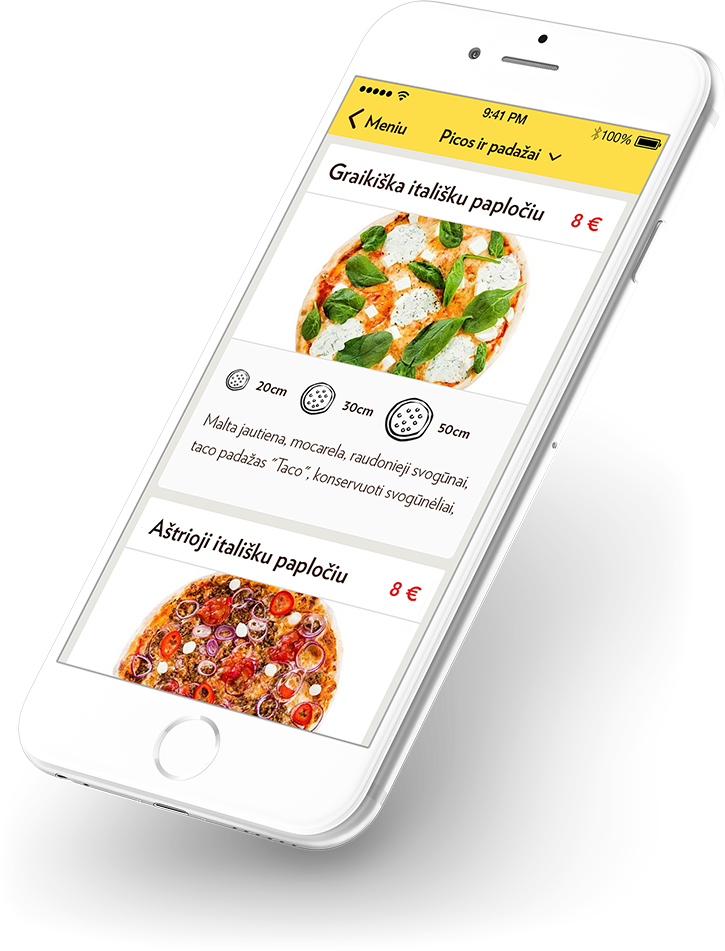 9:41 PM
100%
Meniu
Picos ir padažai
Graikiška itališku papločiu
8 €
20cm
30cm
50cm
Malta jautiena, mocarela, raudonieji svogūnai,
taco padažas “Taco”, konservuoti svogūnėliai,
Aštrioji itališku papločiu
8 €